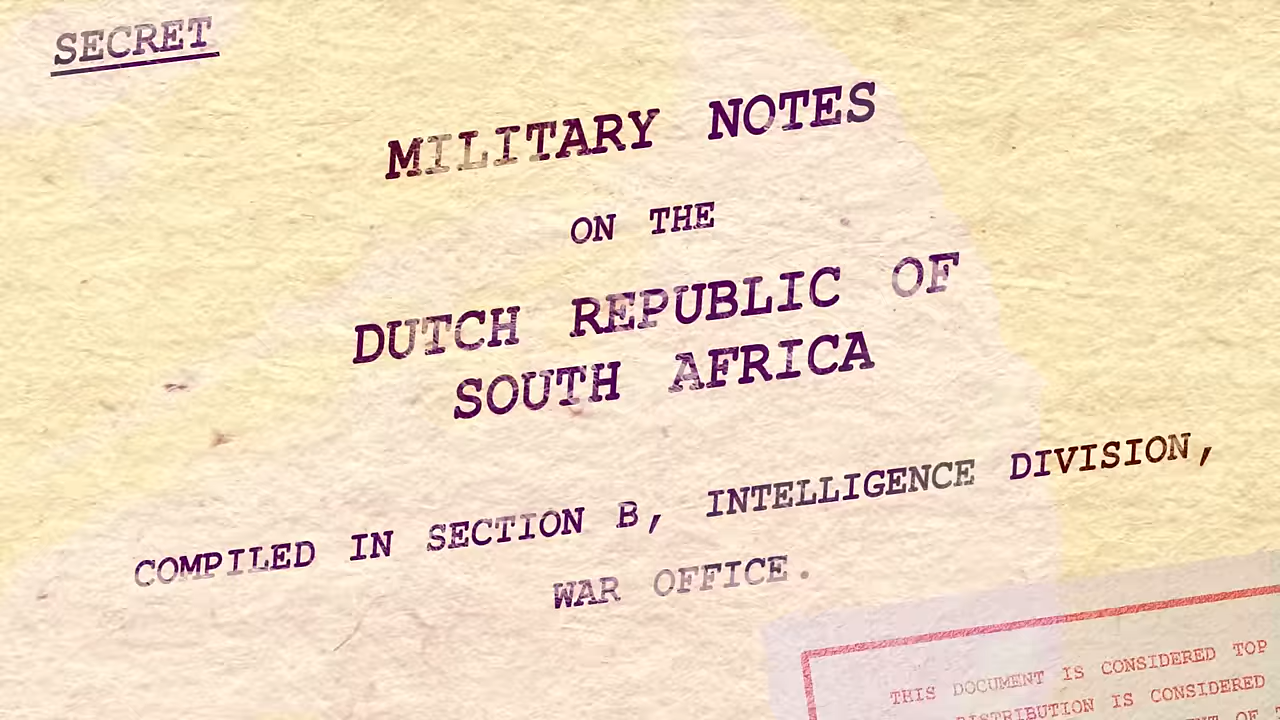 SECRET
MILITARY NOTES
ON THE
DUTCH REPUBLIC OF
SOUTH AFRICA
COMPILED IN SECTION B, INTELLIGENCE DIVISION,
WAR OFFICE.
THIS DOCUMENT IS CONSIDERED TOP
DISTRIBUTION IS CONSIDERED
OF